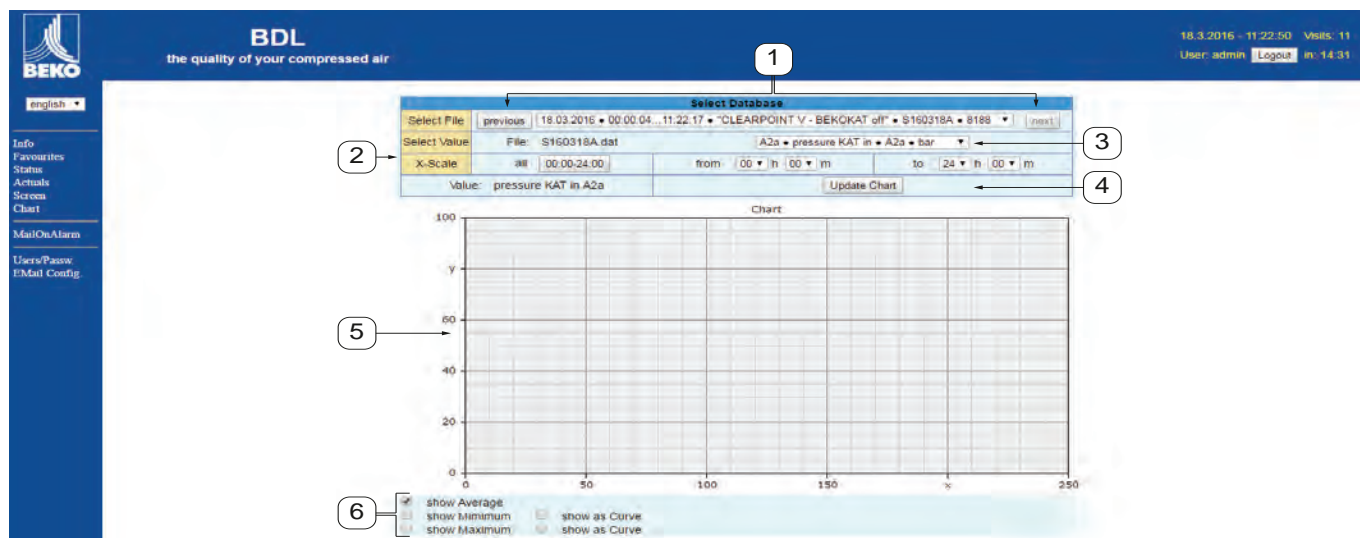 BEKO
BDL
the quality of your compressed air
18.3.2016 - 11:22:50 Visits: 11
User: admin Logout in: 14:31
english
Info
Favourites
Status
Actuals
Screen
Chart
MailOnAlarm
Users/Passw.
EMail Config.
1
Select Database
Select File previous 18.03.2016 • 00:00:04...11:22:17 • "CLEARPOINT V - BEKOKAT off" • S160318A • 8188 next
Select Value File: S160318A.dat A2a • pressure KAT in • A2a • bar
3
2
X-Scale all 00:00-24:00 from 00 h 00 m to 24 h 00 m
Value: pressure KAT in A2a Update Chart
4
Chart
100
Y
60
5
40
20
0
0 50 100 150 x 250
6
show Average
show Mimimum show as Curve
show Maximum show as Curve